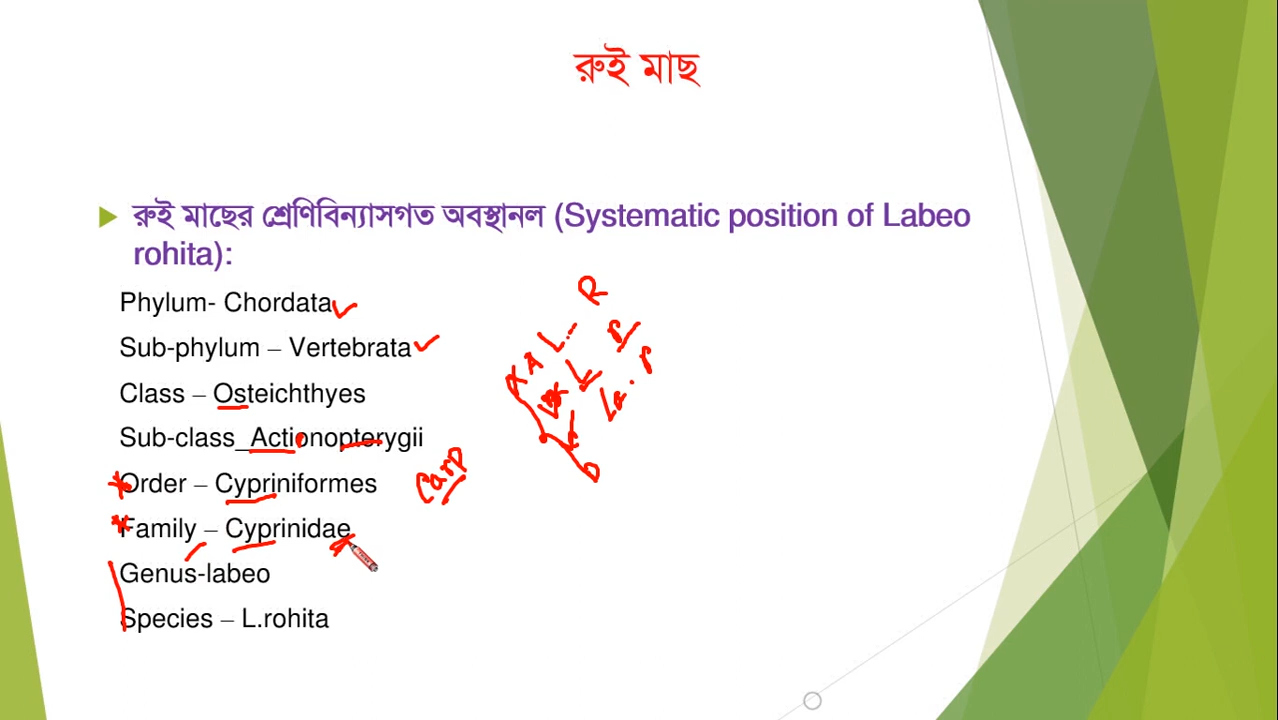 রুই মাছ
রুই মাছের শ্রেণিবিন্যাসগত অবস্থানল (Systematic position of Labeo
rohita):
Phylum- Chordata
Sub-phylum – Vertebrata
Class – Osteichthyes
Sub-class_Actionopterygii
Order – Cypriniformes
Carp
Family – Cyprinidae
Genus-labeo
Species – L.rohita